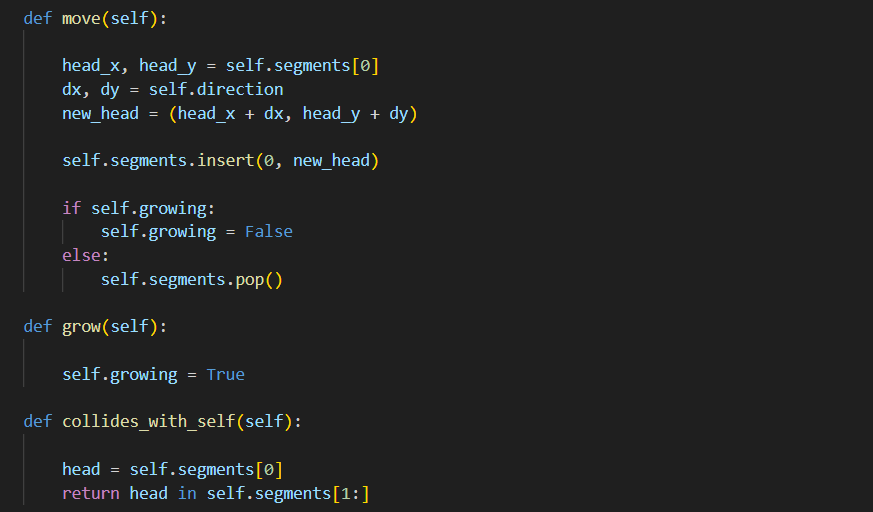 def move(self):
    head_x, head_y = self.segments[0]
    dx, dy = self.direction
    new_head = (head_x + dx, head_y + dy)
    self.segments.insert(0, new_head)
    if self.growing:
        self.growing = False
    else:
        self.segments.pop()
def grow(self):
    self.growing = True
def collides_with_self(self):
    head = self.segments[0]
    return head in self.segments[1:]